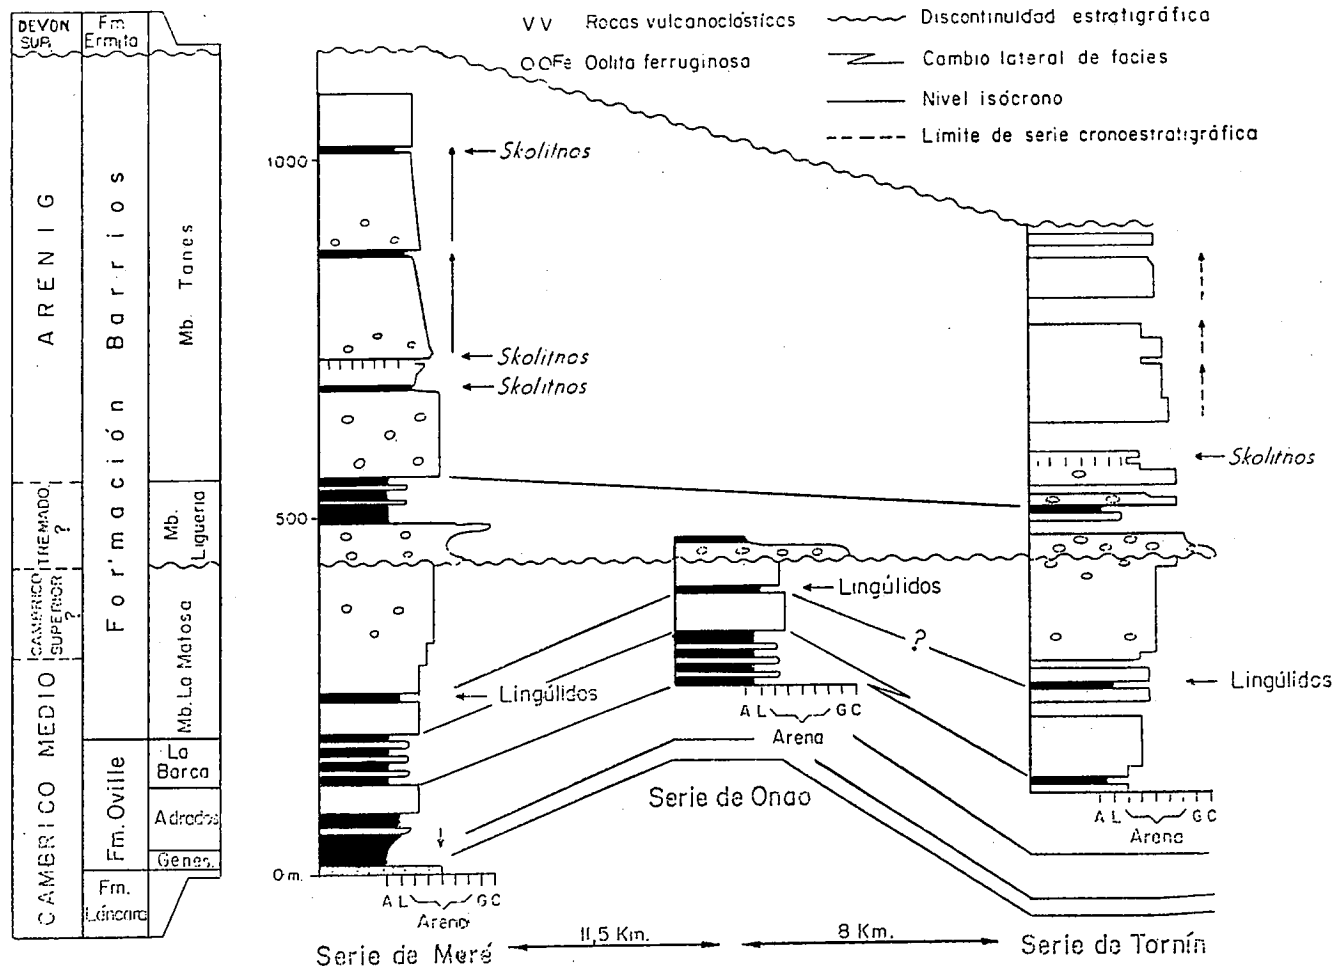 DEVON SUP.
Fm. Ermita
V V Rocas vulcanoclásticas
O OFe Oolita ferruginosa
Discontinuidad estratigráfica
Cambio lateral de facies
Nivel isócrono
Límite de serie cronoestratigráfica
ARENIG
TREMADO. ?
CAMBRICO SUPERIOR ?
CAMBRICO MEDIO
Formación Barrios
Fm. Oville
Fm. Láncara
Mb. Tanes
Mb. Ligueria
Mb. La Matosa
La Barca
Adrados
Genes.
1000
500
0 m.
Skolitnos
Skolitnos
Skolitnos
Lingúlidos
A L G C
Arena
Serie de Meré
Lingúlidos
A L G C
Arena
Serie de Onao
?
Skolitnos
Lingúlidos
A L G C
Arena
Serie de Tornín
11,5 Km.
8 Km.